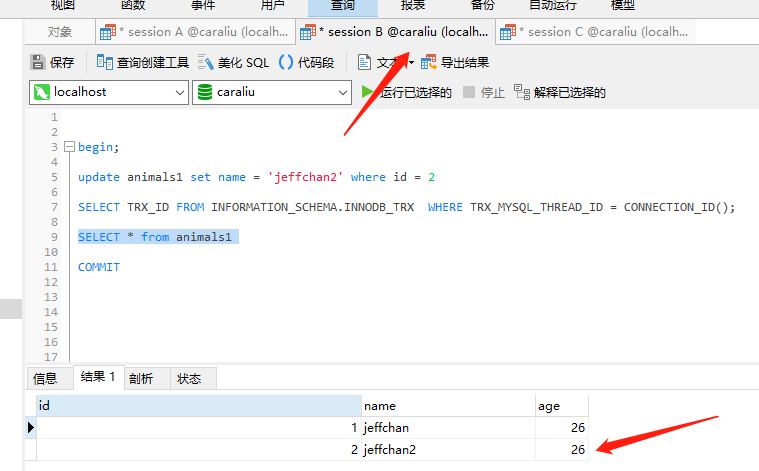 视图 函数 事件 用户 查询 报表 备份 自动运行 模型
对象 * session A @caraliu (localh... * session B @caraliu (localh... * session C @caraliu (localh...
保存 查询创建工具 美化 SQL () 代码段 文本 导出结果
localhost caraliu 运行已选择的 停止 解释已选择的
1
2
3 begin;
4
5 update animals1 set name = 'jeffchan2' where id = 2
6
7 SELECT TRX_ID FROM INFORMATION_SCHEMA.INNODB_TRX  WHERE TRX_MYSQL_THREAD_ID = CONNECTION_ID();
8
9 SELECT * from animals1
10
11 COMMIT
12
13
14
15
16
17
信息 结果 1 剖析 状态
id name age
1 jeffchan 26
2 jeffchan2 26